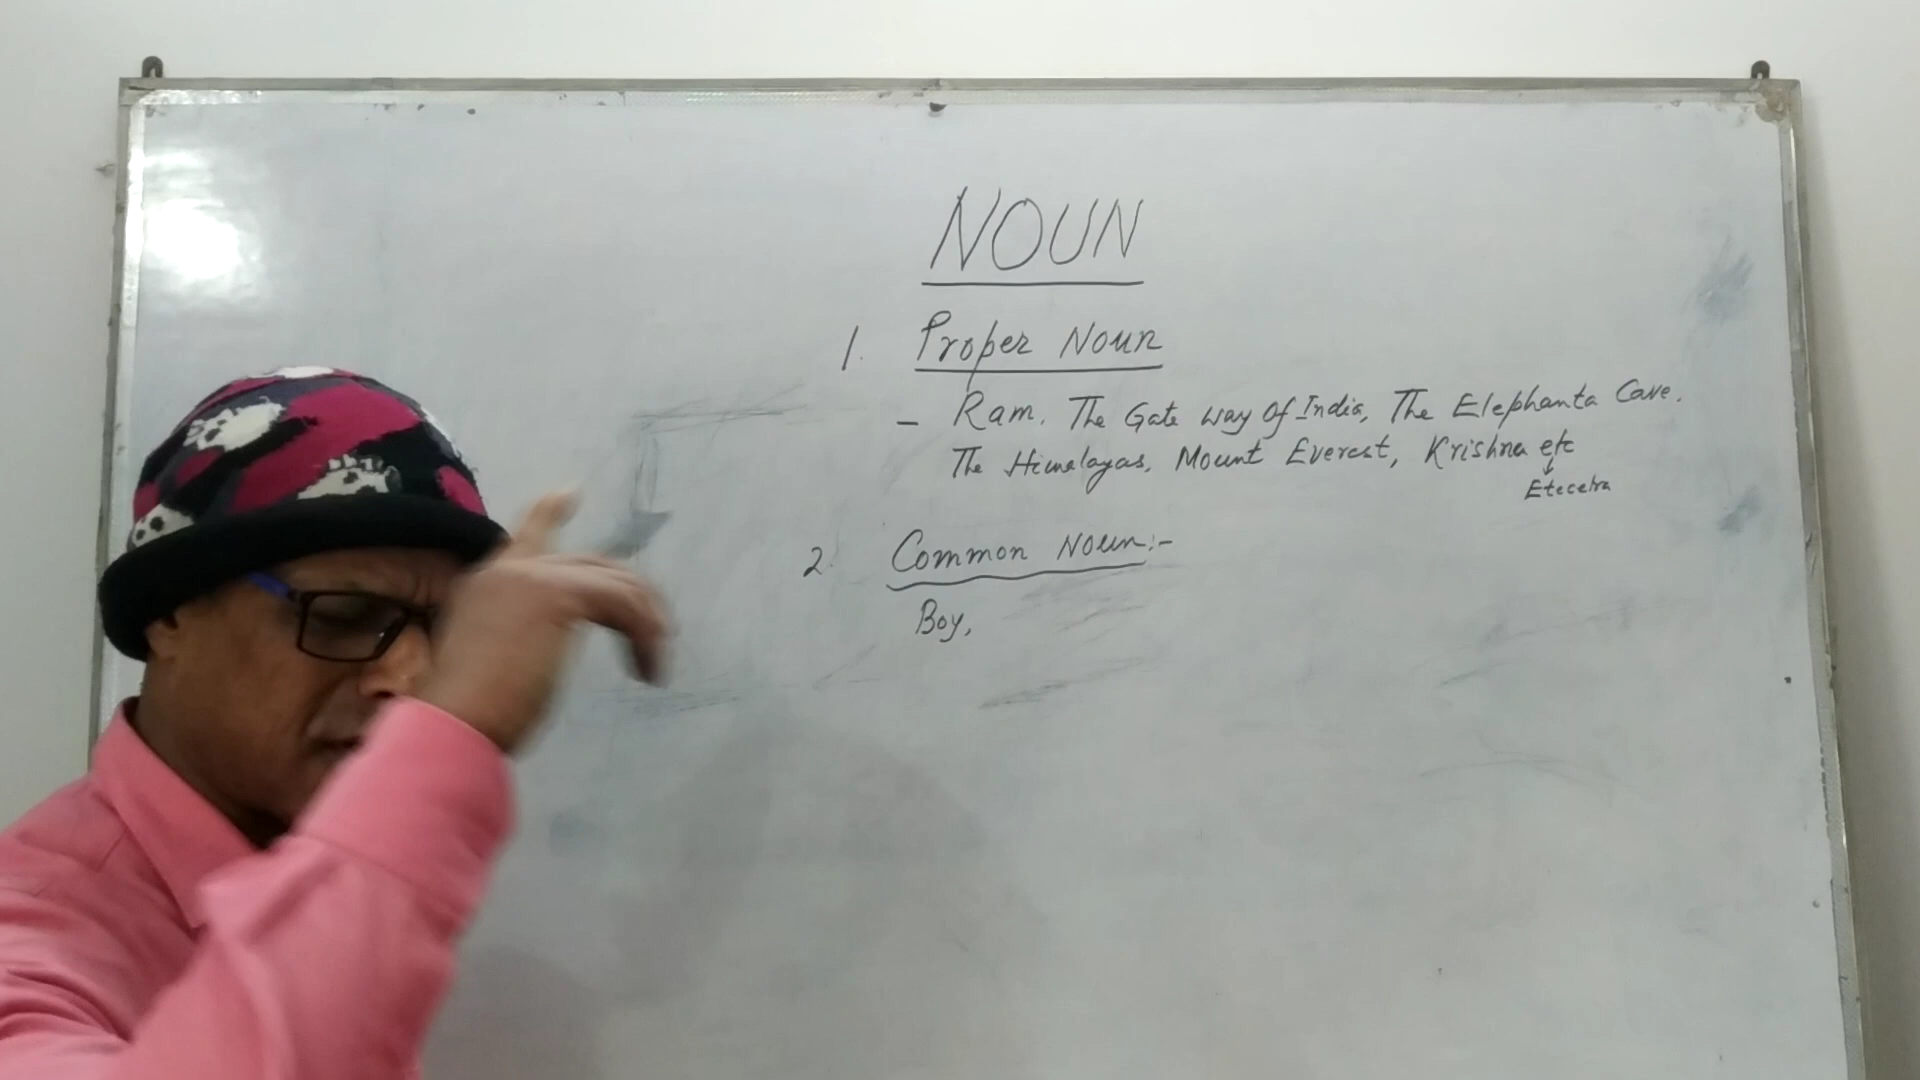 NOUN
1. Proper Noun
- Ram. The Gate way of India, The Elephanta Cave.
The Himalayas, Mount Everest, Krishna etc
Etecetra
2. Common Noun:-
Boy,